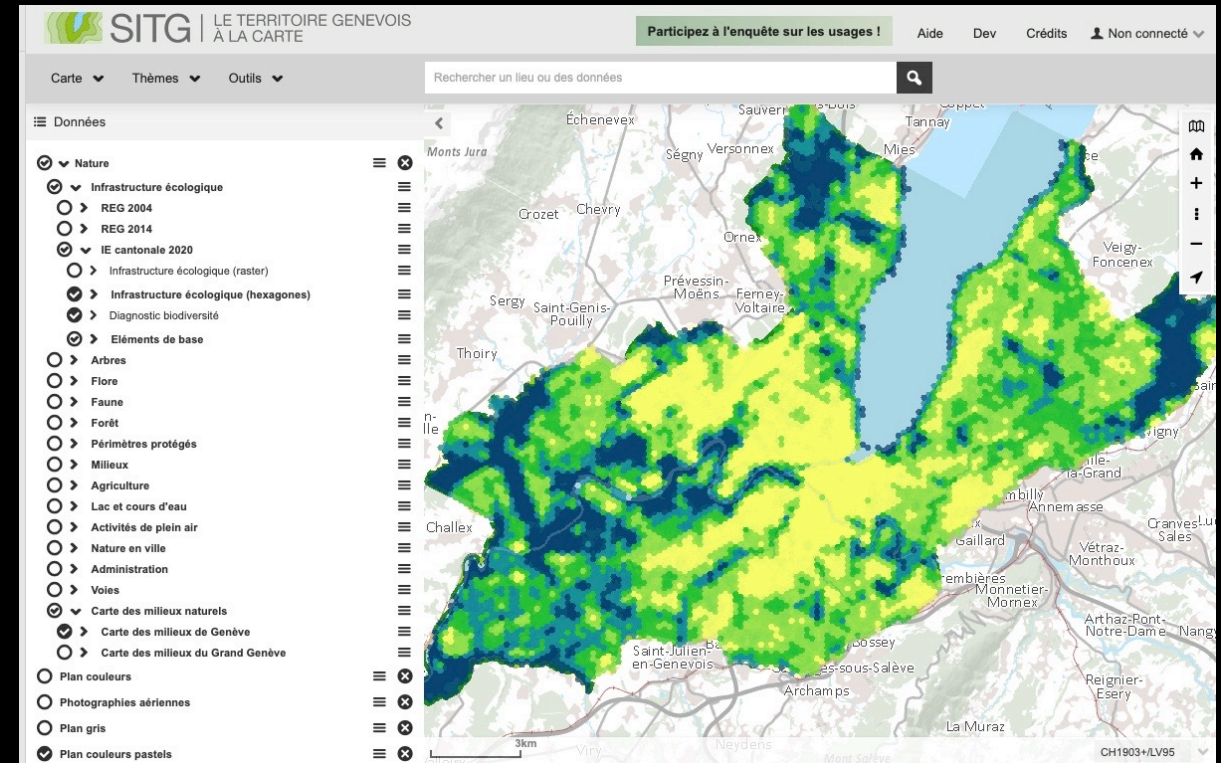 SITG
LE TERRITOIRE GENEVOIS
À LA CARTE
Participez à l'enquête sur les usages !
Aide
Dev
Crédits
Non connecté
Carte
Thèmes
Outils
Rechercher un lieu ou des données
Données
Nature
Infrastructure écologique
REG 2004
REG 2014
IE cantonale 2020
Infrastructure écologique (raster)
Infrastructure écologique (hexagones)
Diagnostic biodiversité
Eléments de base
Arbres
Flore
Faune
Forêt
Périmètres protégés
Milieux
Agriculture
Lac et cours d'eau
Activités de plein air
Nature en ville
Administration
Voies
Carte des milieux naturels
Carte des milieux de Genève
Carte des milieux du Grand Genève
Plan couleurs
Photographies aériennes
Plan gris
Plan couleurs pastels
Échenevex
Tannay
Monts Jura
Ségny
Versonnex
Mies
Crozet
Chevry
Prévessin-
Moëns
Ferney-
Voltaire
Veigy-
Foncenex
Sergy
Saint-Genis-
Pouilly
Thoiry
Challex
Annemasse
Gaillard
Cranves-
Sales
Vétraz-
Monthoux
Monnetier-
Mornex
Arthaz-Pont-
Notre-Dame
Saint-Julien-
en-Genevois
Archamps
Reignier-
Esery
La Muraz
3km
Viry
Neydens
Mont Salève
CH1903+/LV95